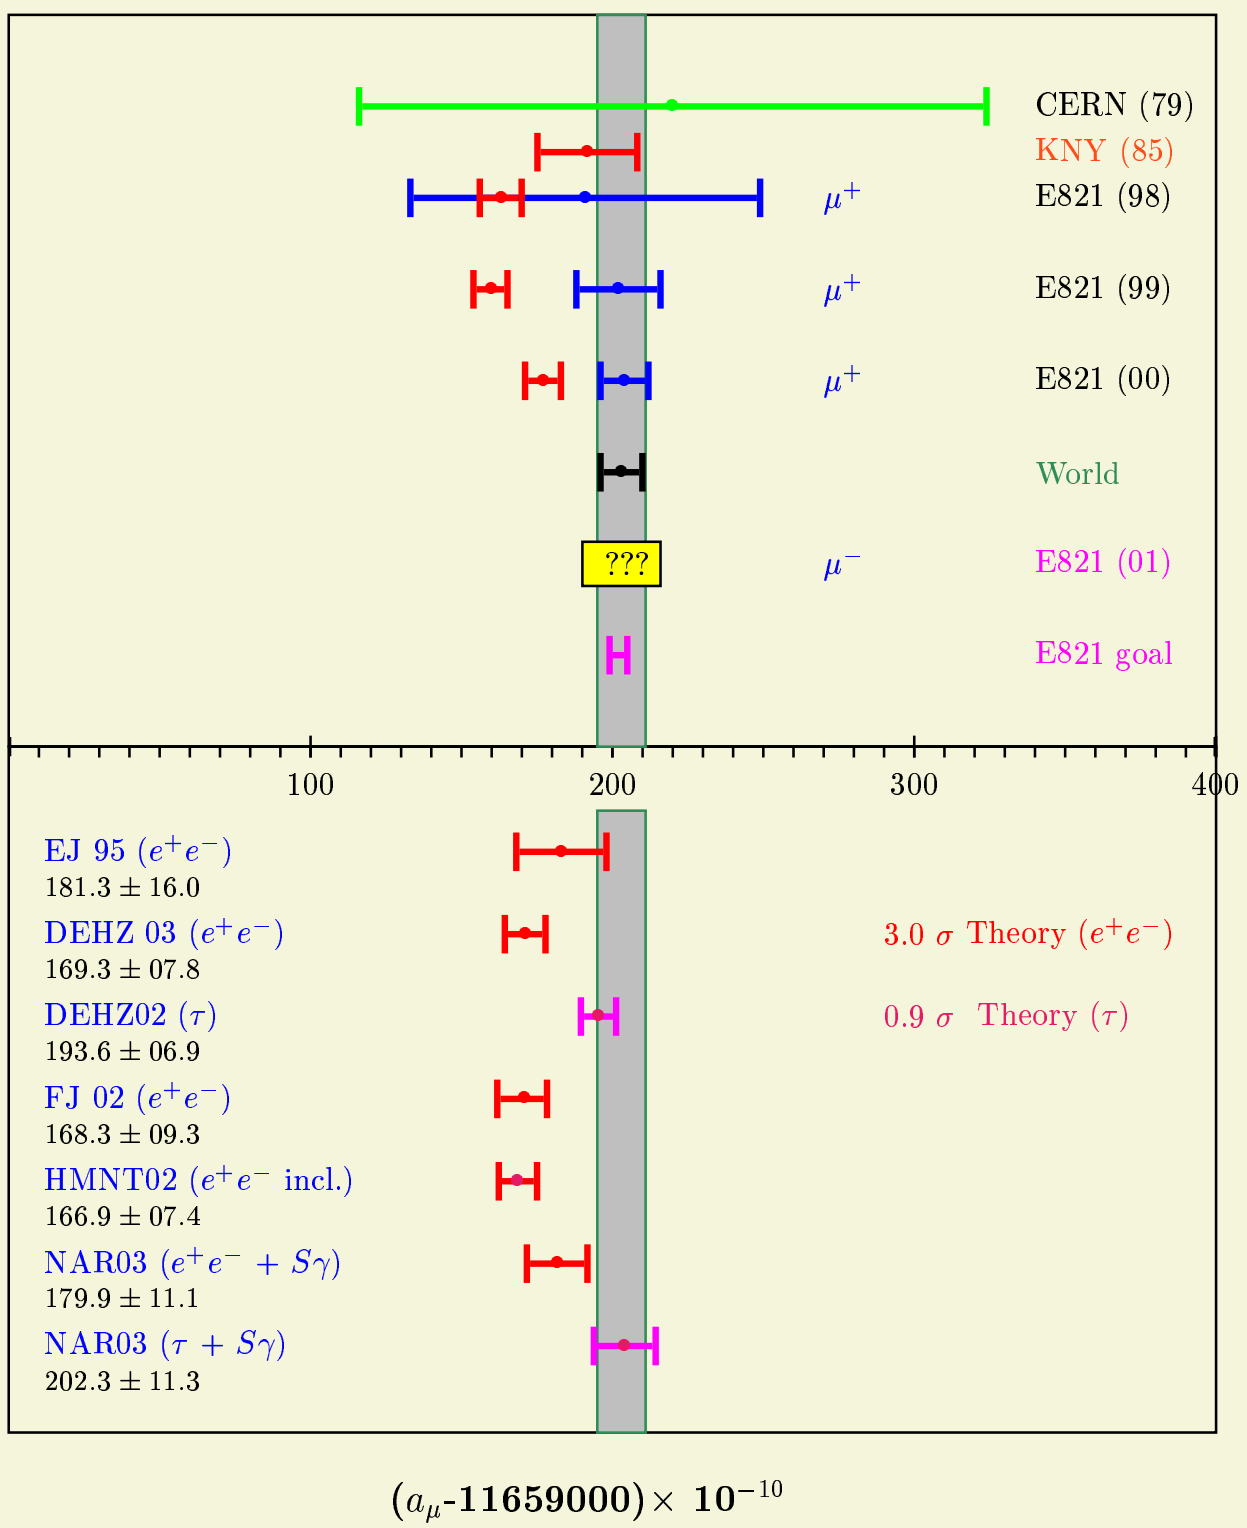 CERN (79)
KNY (85)
μ⁺ E821 (98)
μ⁺ E821 (99)
μ⁺ E821 (00)
World
??? μ⁻ E821 (01)
E821 goal
100 200 300 400
EJ 95 (e⁺e⁻)
181.3 ± 16.0
DEHZ 03 (e⁺e⁻) 3.0 σ Theory (e⁺e⁻)
169.3 ± 07.8
DEHZ02 (τ) 0.9 σ Theory (τ)
193.6 ± 06.9
FJ 02 (e⁺e⁻)
168.3 ± 09.3
HMNT02 (e⁺e⁻ incl.)
166.9 ± 07.4
NAR03 (e⁺e⁻ + Sγ)
179.9 ± 11.1
NAR03 (τ + Sγ)
202.3 ± 11.3
(aμ-11659000)× 10⁻¹⁰